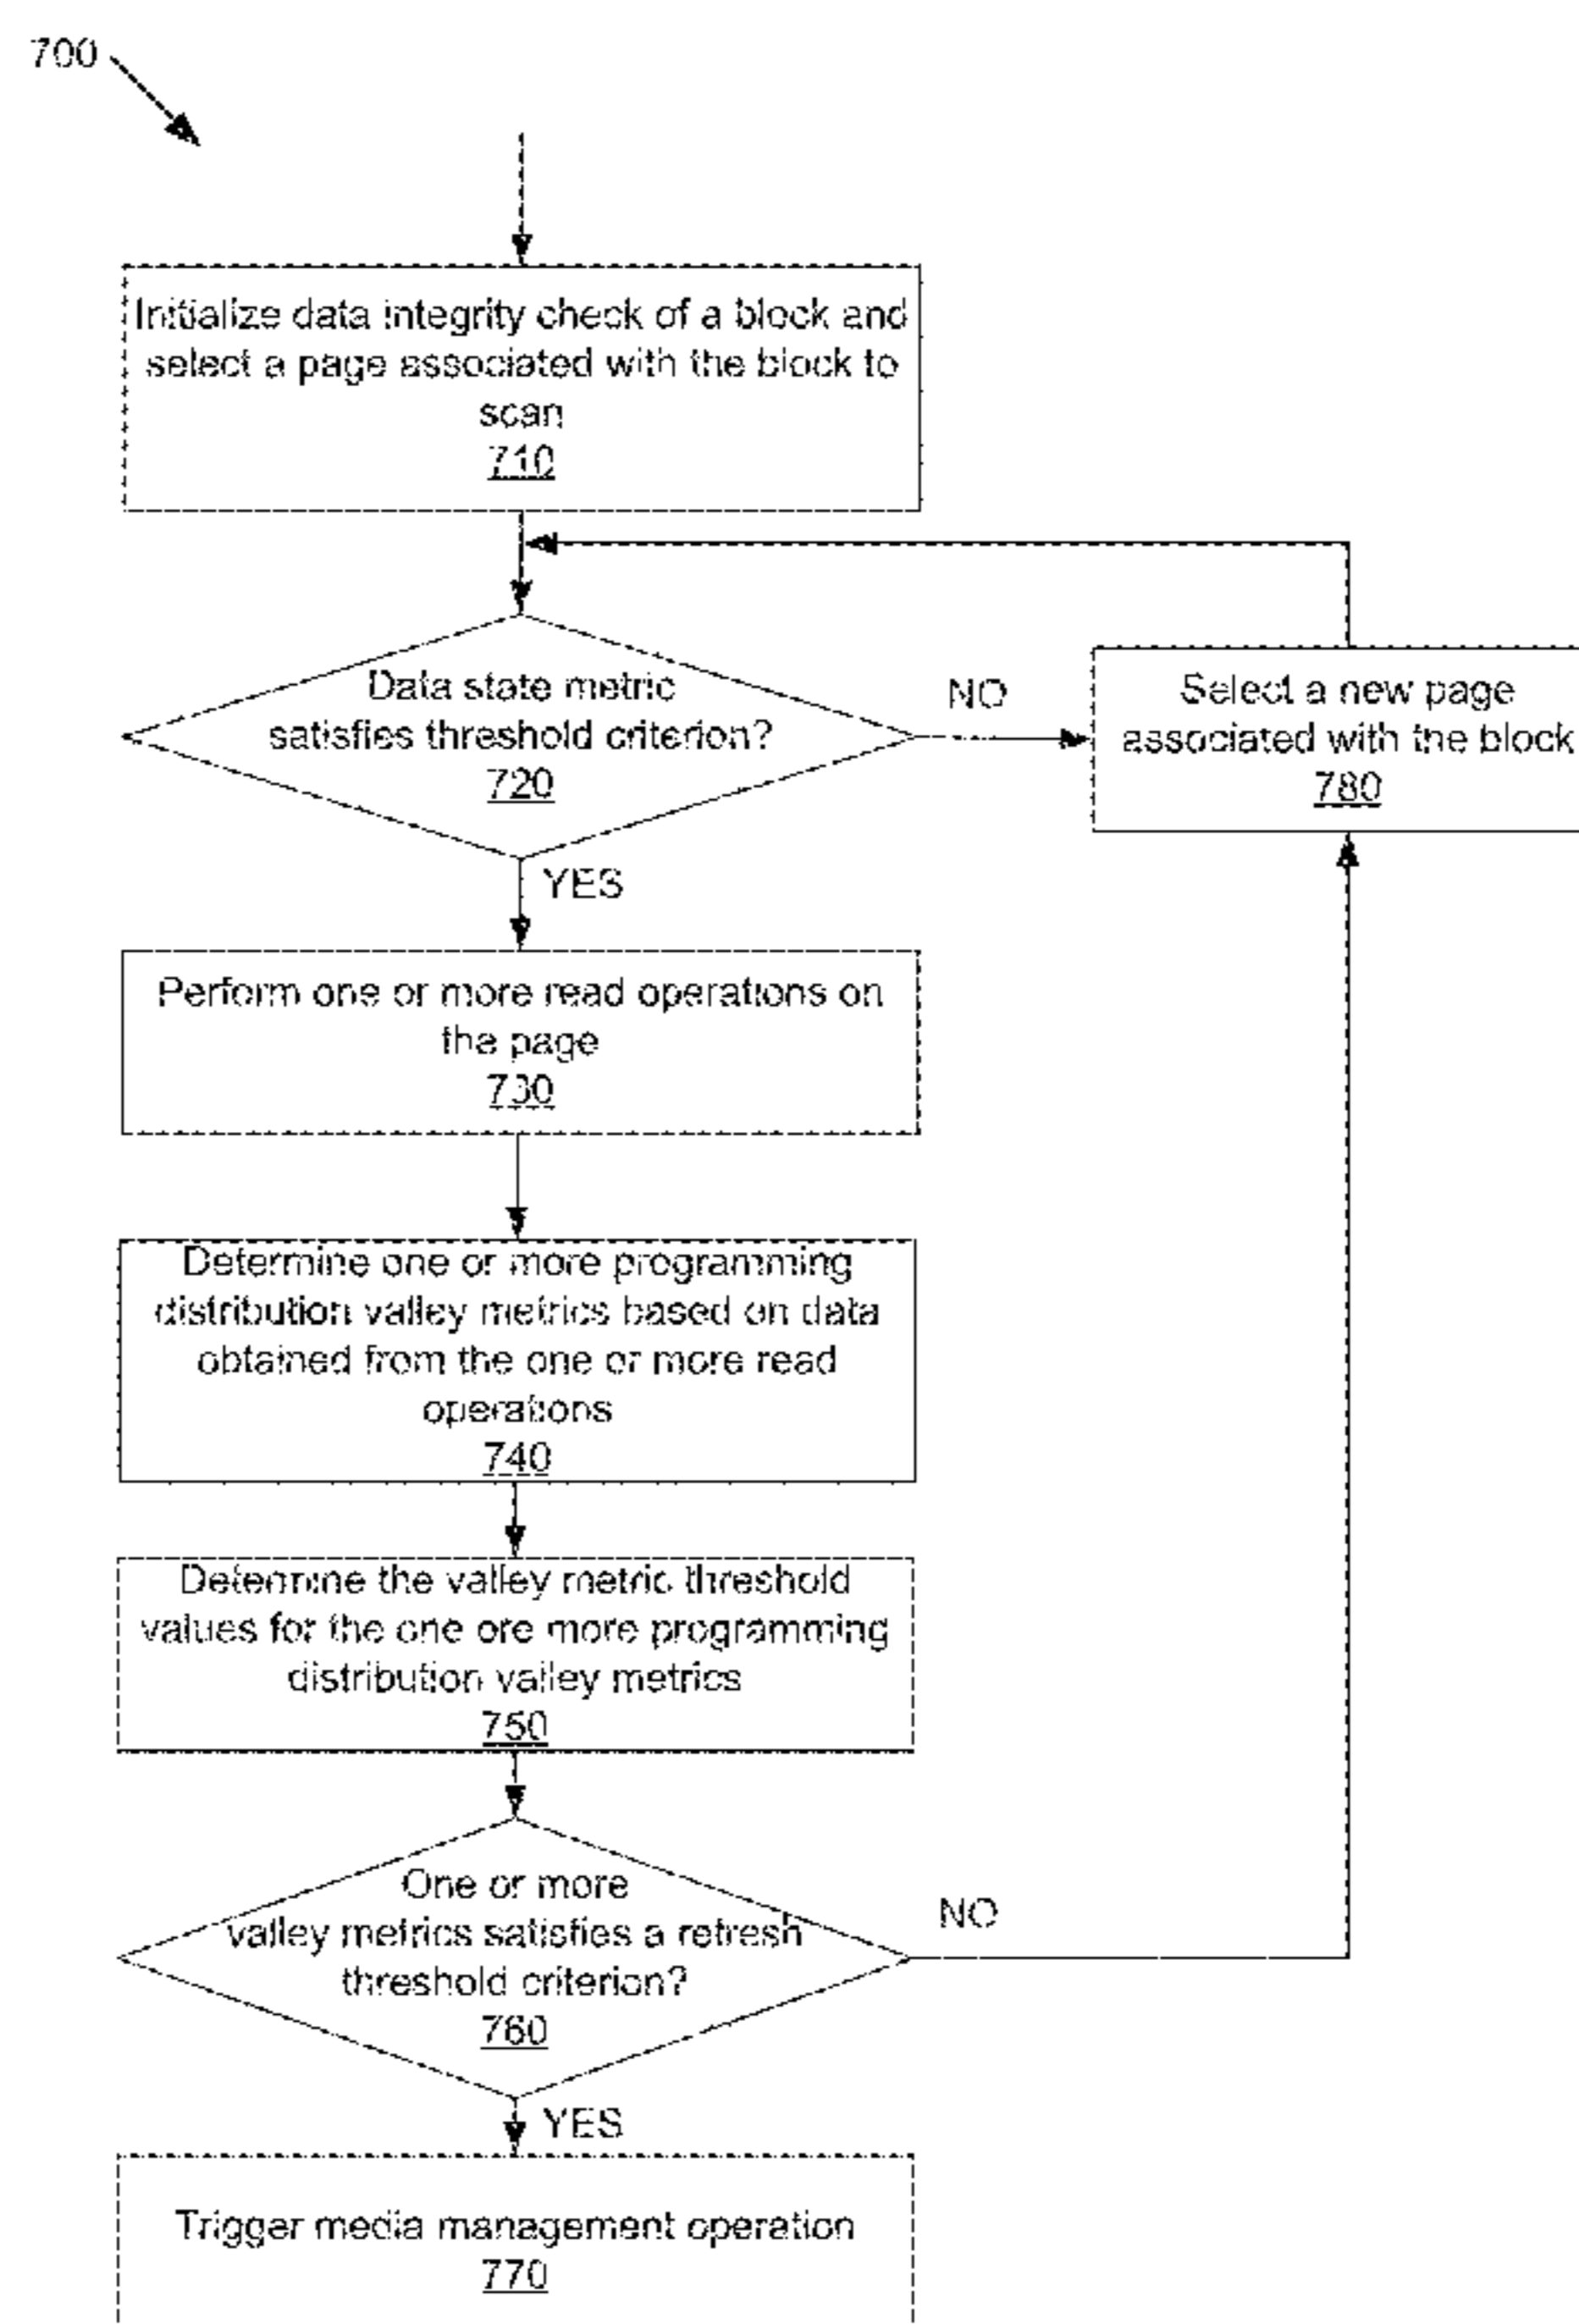 700
Initialize data integrity check of a block and
select a page associated with the block to
scan
710
Data state metric
satisfies threshold criterion?
720
NO
Select a new page
associated with the block
780
YES
Perform one or more read operations on
the page
730
Determine one or more programming
distribution valley metrics based on data
obtained from the one or more read
operations
740
Determine the valley metric threshold
values for the one ore more programming
distribution valley metrics
750
One or more
valley metrics satisfies a refresh
threshold criterion?
760
NO
YES
Trigger media management operation
770